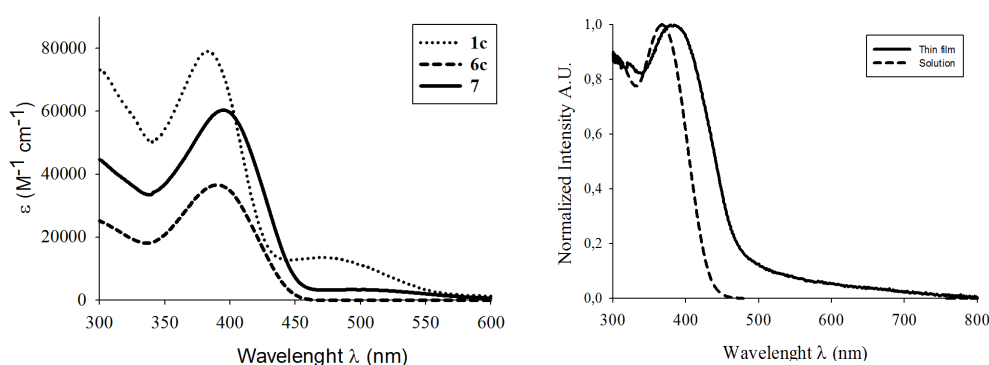 ε (M-1 cm-1)
80000
60000
40000
20000
0
300 350 400 450 500 550 600
Wavelenght λ (nm)
1c
6c
7
Normalized Intensity A.U.
1,0
0,8
0,6
0,4
0,2
0,0
300 400 500 600 700 800
Wavelenght λ (nm)
Thin film
Solution